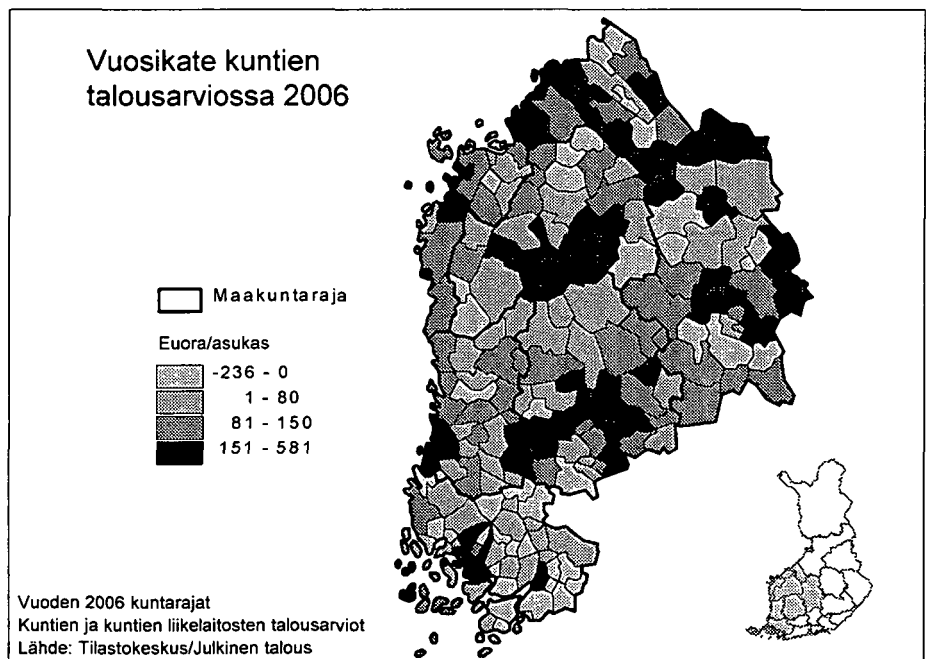 Vuosikate kuntien
talousarviossa 2006
Maakuntaraja
Euora/asukas
-236 - 0
1 - 80
81 - 150
151 - 581
Vuoden 2006 kuntarajat
Kuntien ja kuntien liikelaitosten talousarviot
Lähde: Tilastokeskus/Julkinen talous